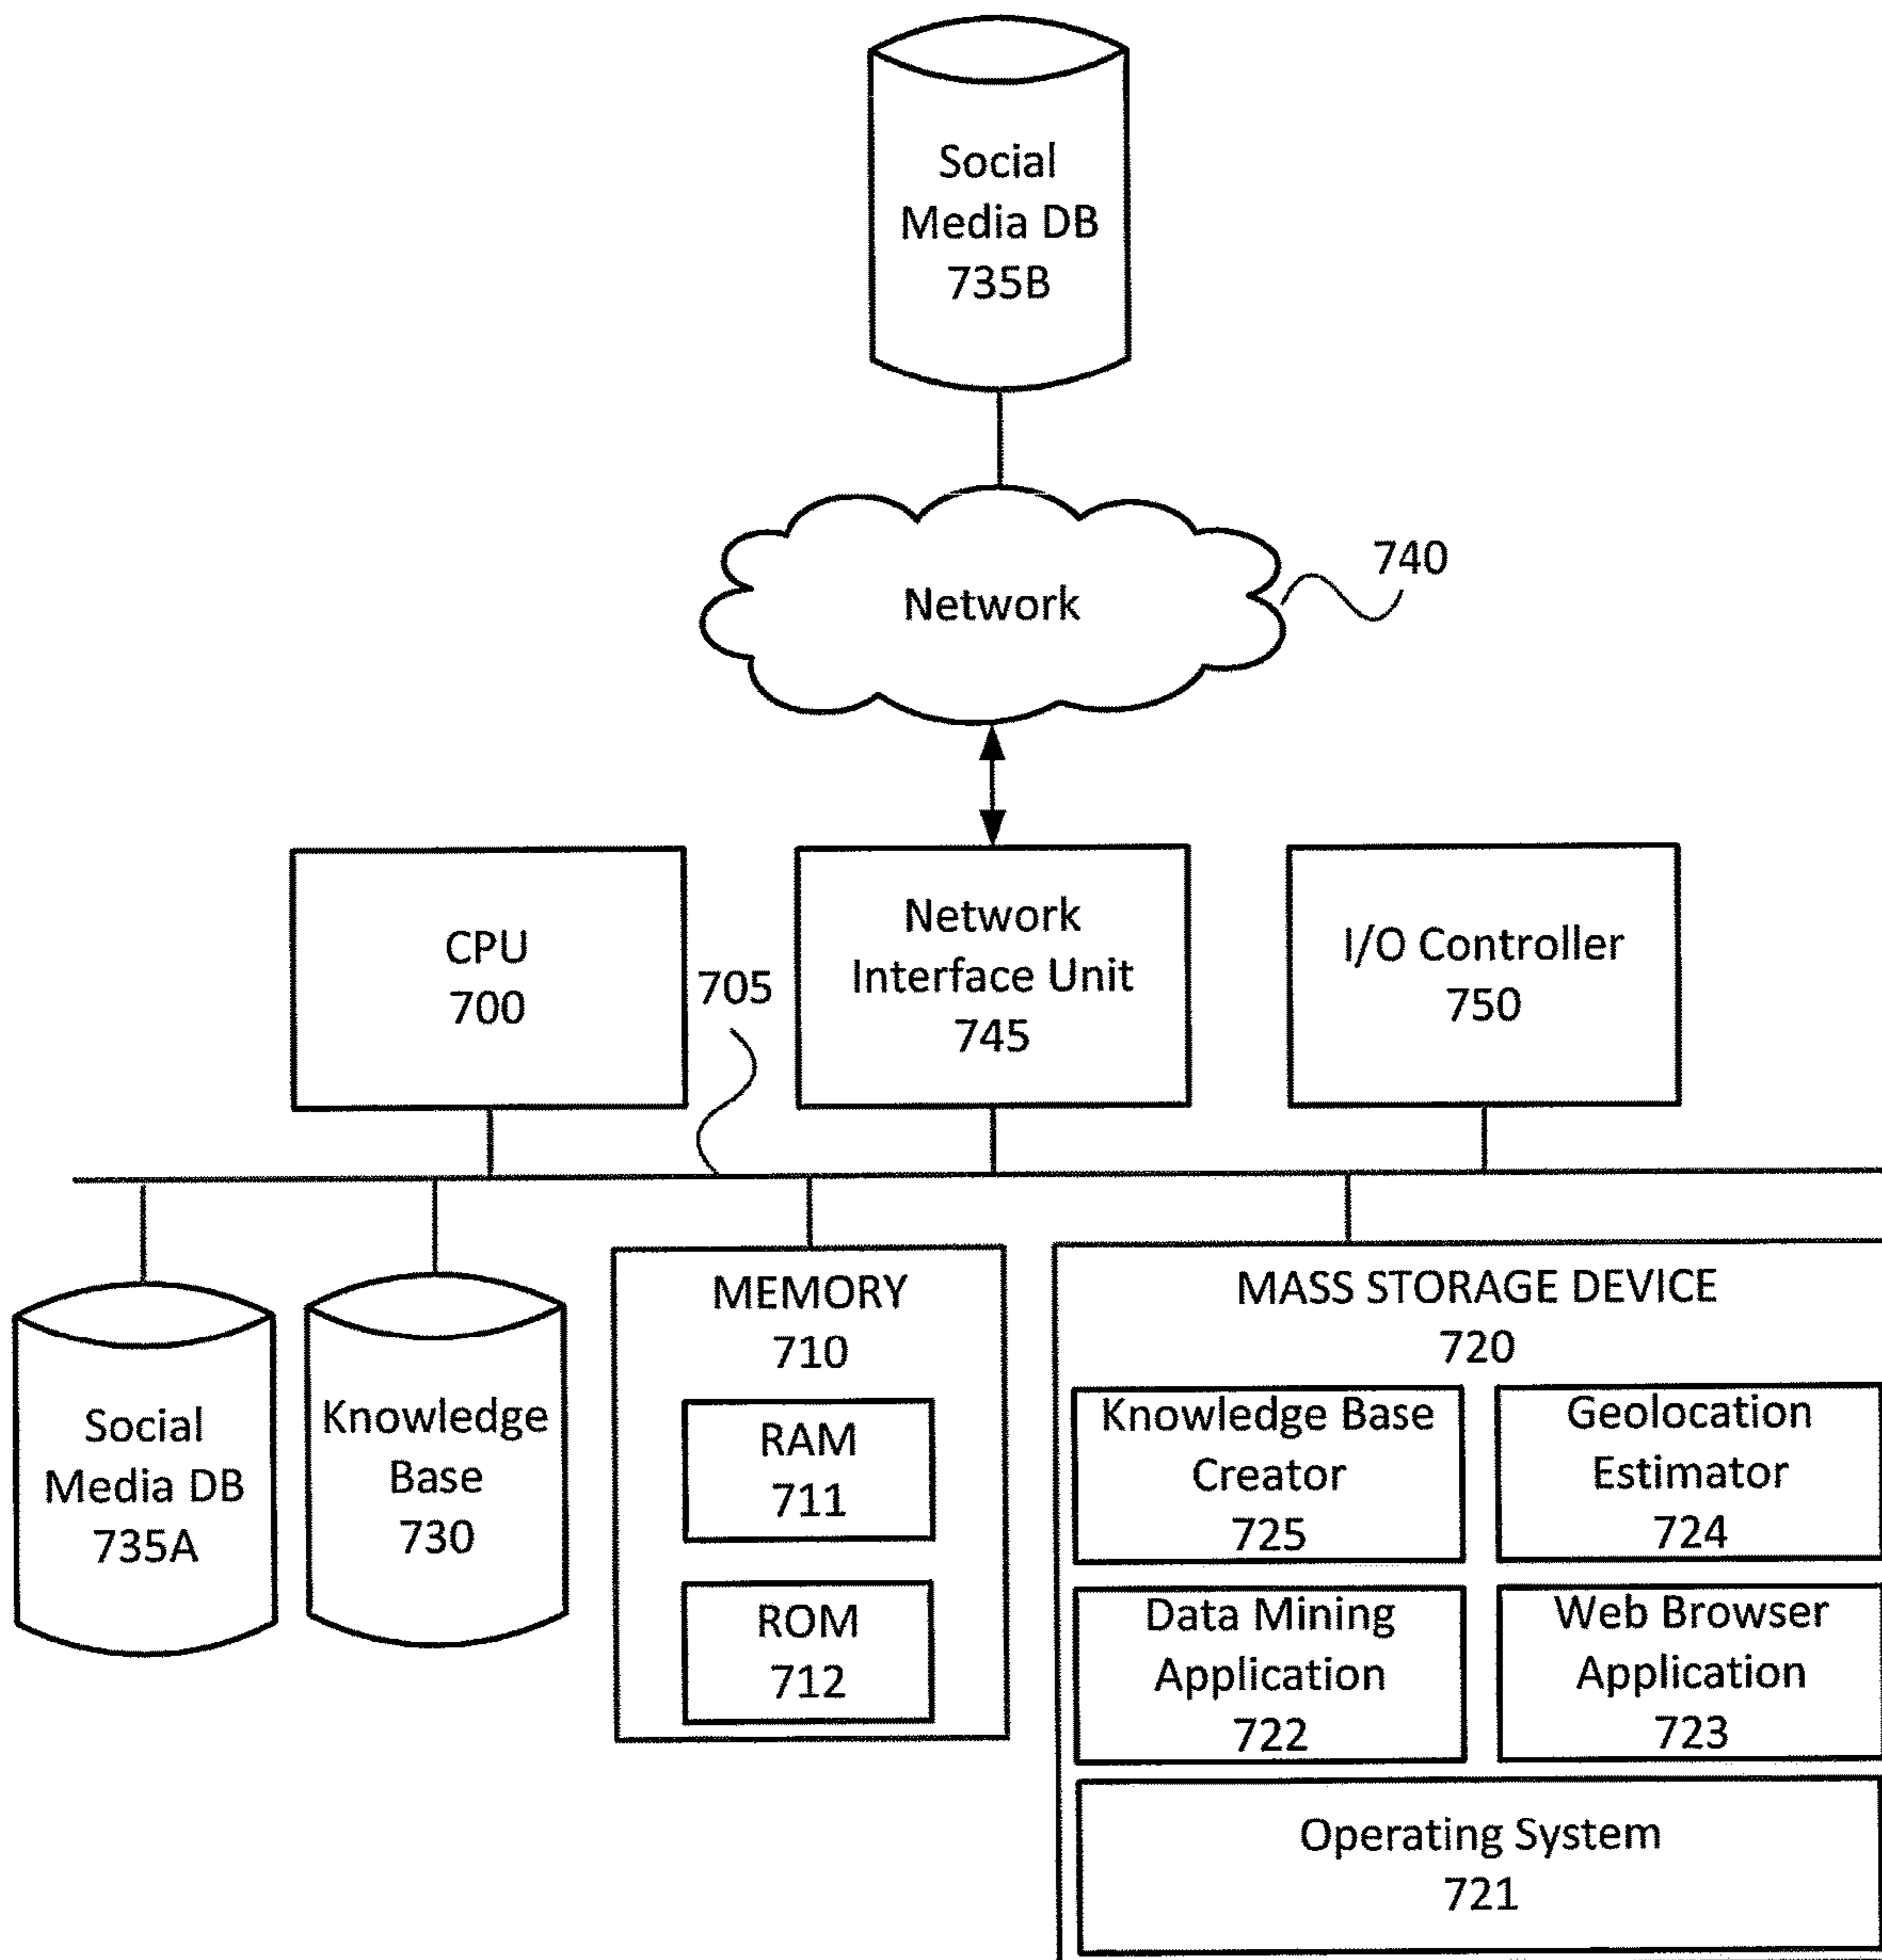 Social
Media DB
735B
Network
740
CPU
700
705
Network
Interface Unit
745
I/O Controller
750
Social
Media DB
735A
Knowledge
Base
730
MEMORY
710
RAM
711
ROM
712
MASS STORAGE DEVICE
720
Knowledge Base
Creator
725
Geolocation
Estimator
724
Data Mining
Application
722
Web Browser
Application
723
Operating System
721